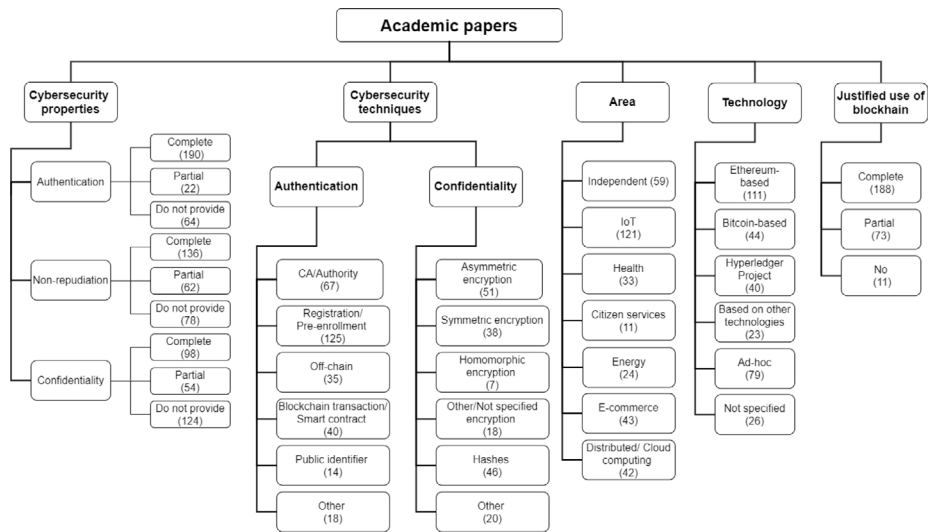 Academic papers
Cybersecurity
properties
Cybersecurity
techniques
Area
Technology
Justified use of
blockhain
Authentication
Complete
(190)
Partial
(22)
Do not provide
(64)
Non-repudiation
Complete
(136)
Partial
(62)
Do not provide
(78)
Confidentiality
Complete
(98)
Partial
(54)
Do not provide
(124)
Authentication
CA/Authority
(67)
Registration/
Pre-enrollment
(125)
Off-chain
(35)
Blockchain transaction/
Smart contract
(40)
Public identifier
(14)
Other
(18)
Confidentiality
Asymmetric
encryption
(51)
Symmetric encryption
(38)
Homomorphic
encryption
(7)
Other/Not specified
encryption
(18)
Hashes
(46)
Other
(20)
Independent (59)
IoT
(121)
Health
(33)
Citizen services
(11)
Energy
(24)
E-commerce
(43)
Distributed/ Cloud
computing
(42)
Ethereum-
based
(111)
Bitcoin-based
(44)
Hyperledger
Project
(40)
Based on other
technologies
(23)
Ad-hoc
(79)
Not specified
(26)
Complete
(188)
Partial
(73)
No
(11)